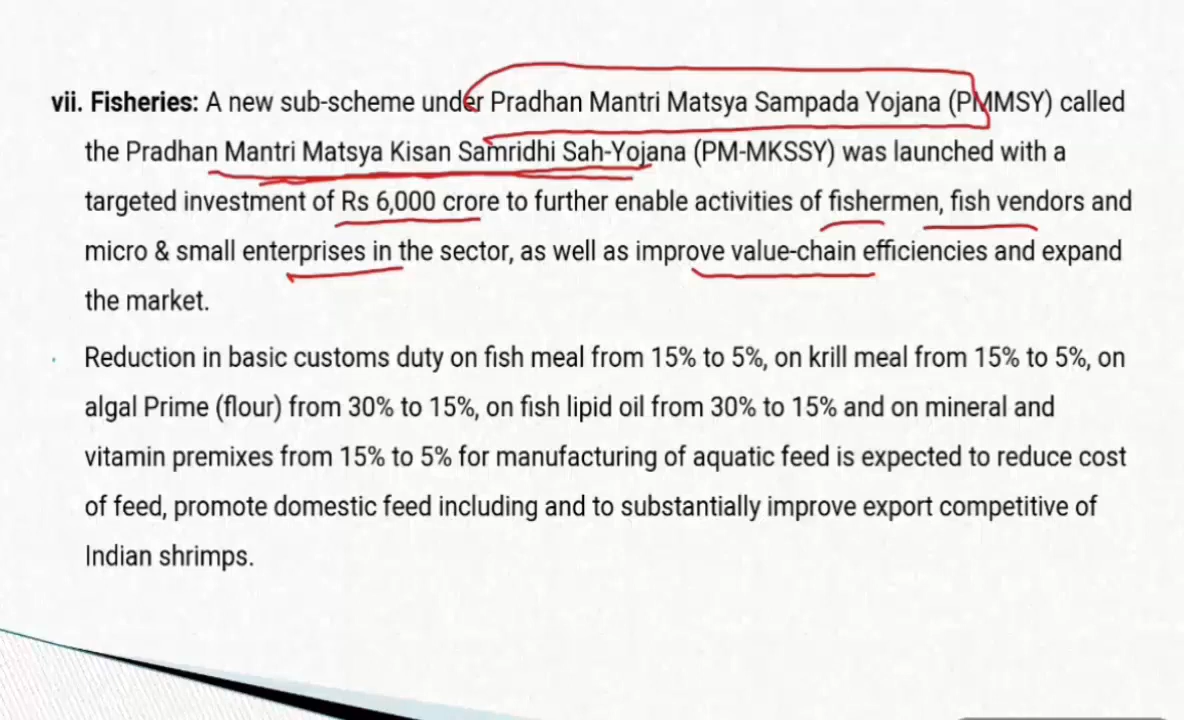 vii. Fisheries: A new sub-scheme under Pradhan Mantri Matsya Sampada Yojana (PMMSY) called
the Pradhan Mantri Matsya Kisan Samridhi Sah-Yojana (PM-MKSSY) was launched with a
targeted investment of Rs 6,000 crore to further enable activities of fishermen, fish vendors and
micro & small enterprises in the sector, as well as improve value-chain efficiencies and expand
the market.
Reduction in basic customs duty on fish meal from 15% to 5%, on krill meal from 15% to 5%, on
algal Prime (flour) from 30% to 15%, on fish lipid oil from 30% to 15% and on mineral and
vitamin premixes from 15% to 5% for manufacturing of aquatic feed is expected to reduce cost
of feed, promote domestic feed including and to substantially improve export competitive of
Indian shrimps.